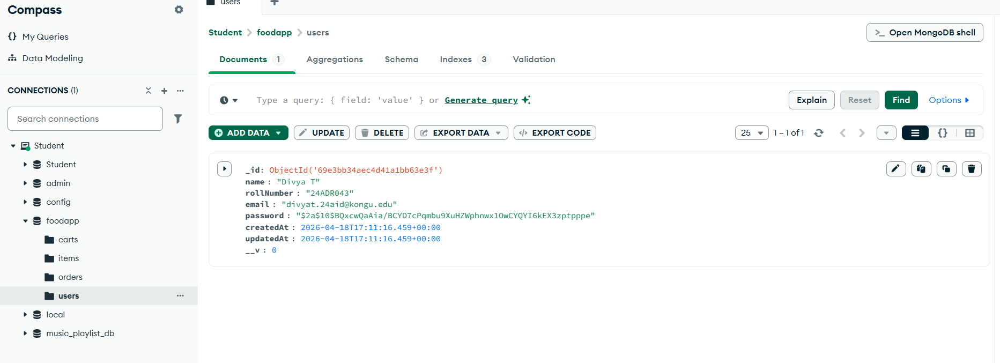 Compass
My Queries
Data Modeling
CONNECTIONS (1)
Search connections
Student
Student
admin
config
foodapp
carts
items
orders
users
local
music_playlist_db
users
Student > foodapp > users
>_ Open MongoDB shell
Documents 1 Aggregations Schema Indexes 3 Validation
Type a query: { field: 'value' } or Generate query
Explain Reset Find Options
ADD DATA UPDATE DELETE EXPORT DATA EXPORT CODE
25 1 – 1 of 1
_id: ObjectId('69e3bb34aec4d41a1bb63e3f')
name : "Divya T"
rollNumber : "24ADR043"
email : "divyat.24aid@kongu.edu"
password : "$2a$10$BQxcwQaAia/BCYD7cPqmbu9XuHZWphnwx1OwCYQYI6kEX3zptpppe"
createdAt : 2026-04-18T17:11:16.459+00:00
updatedAt : 2026-04-18T17:11:16.459+00:00
__v : 0